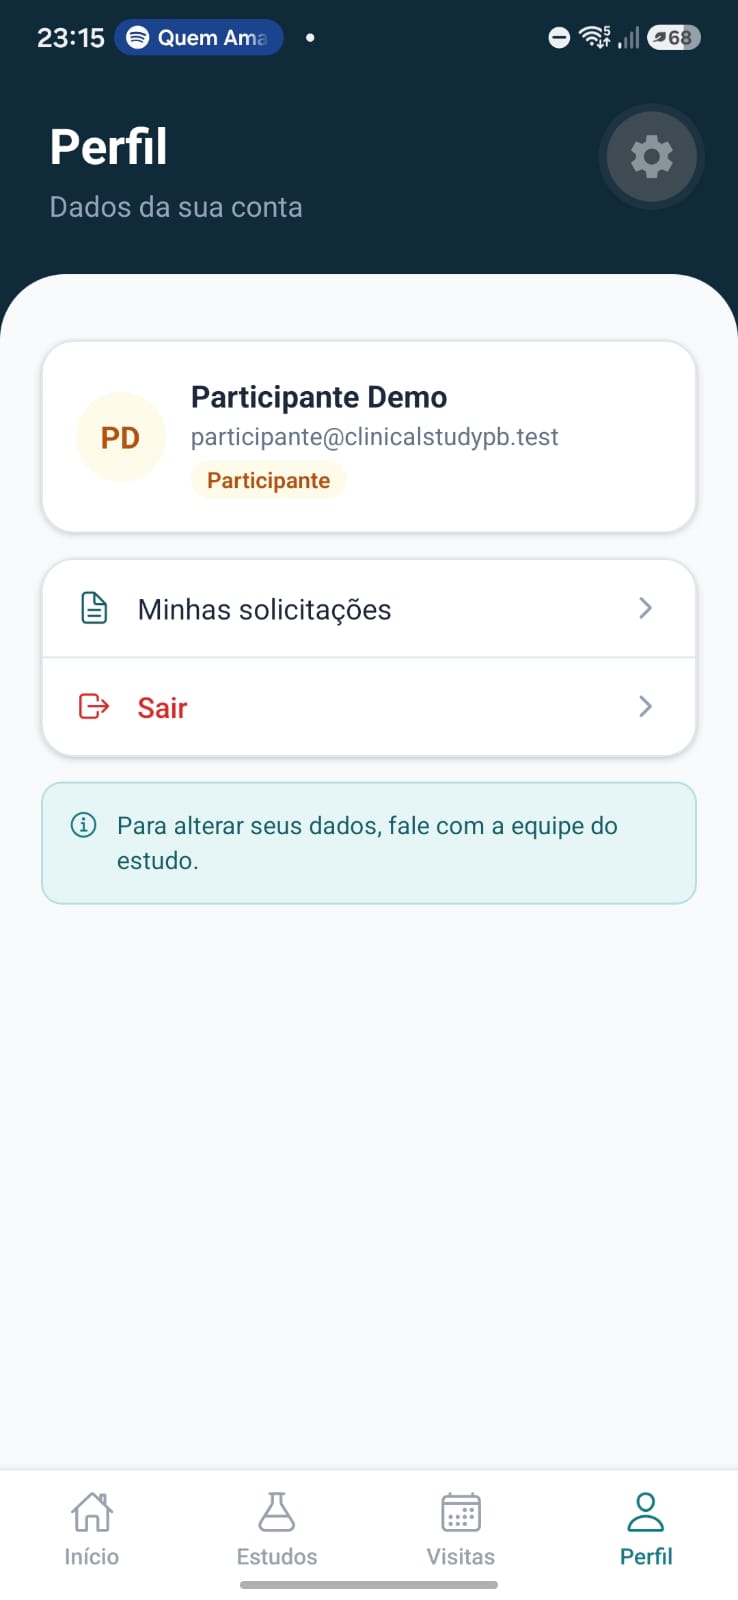 23:15 Quem Ama
68
Perfil
Dados da sua conta
PD
Participante Demo
participante@clinicalstudypb.test
Participante
Minhas solicitações
Sair
Para alterar seus dados, fale com a equipe do
estudo.
Início Estudos Visitas Perfil